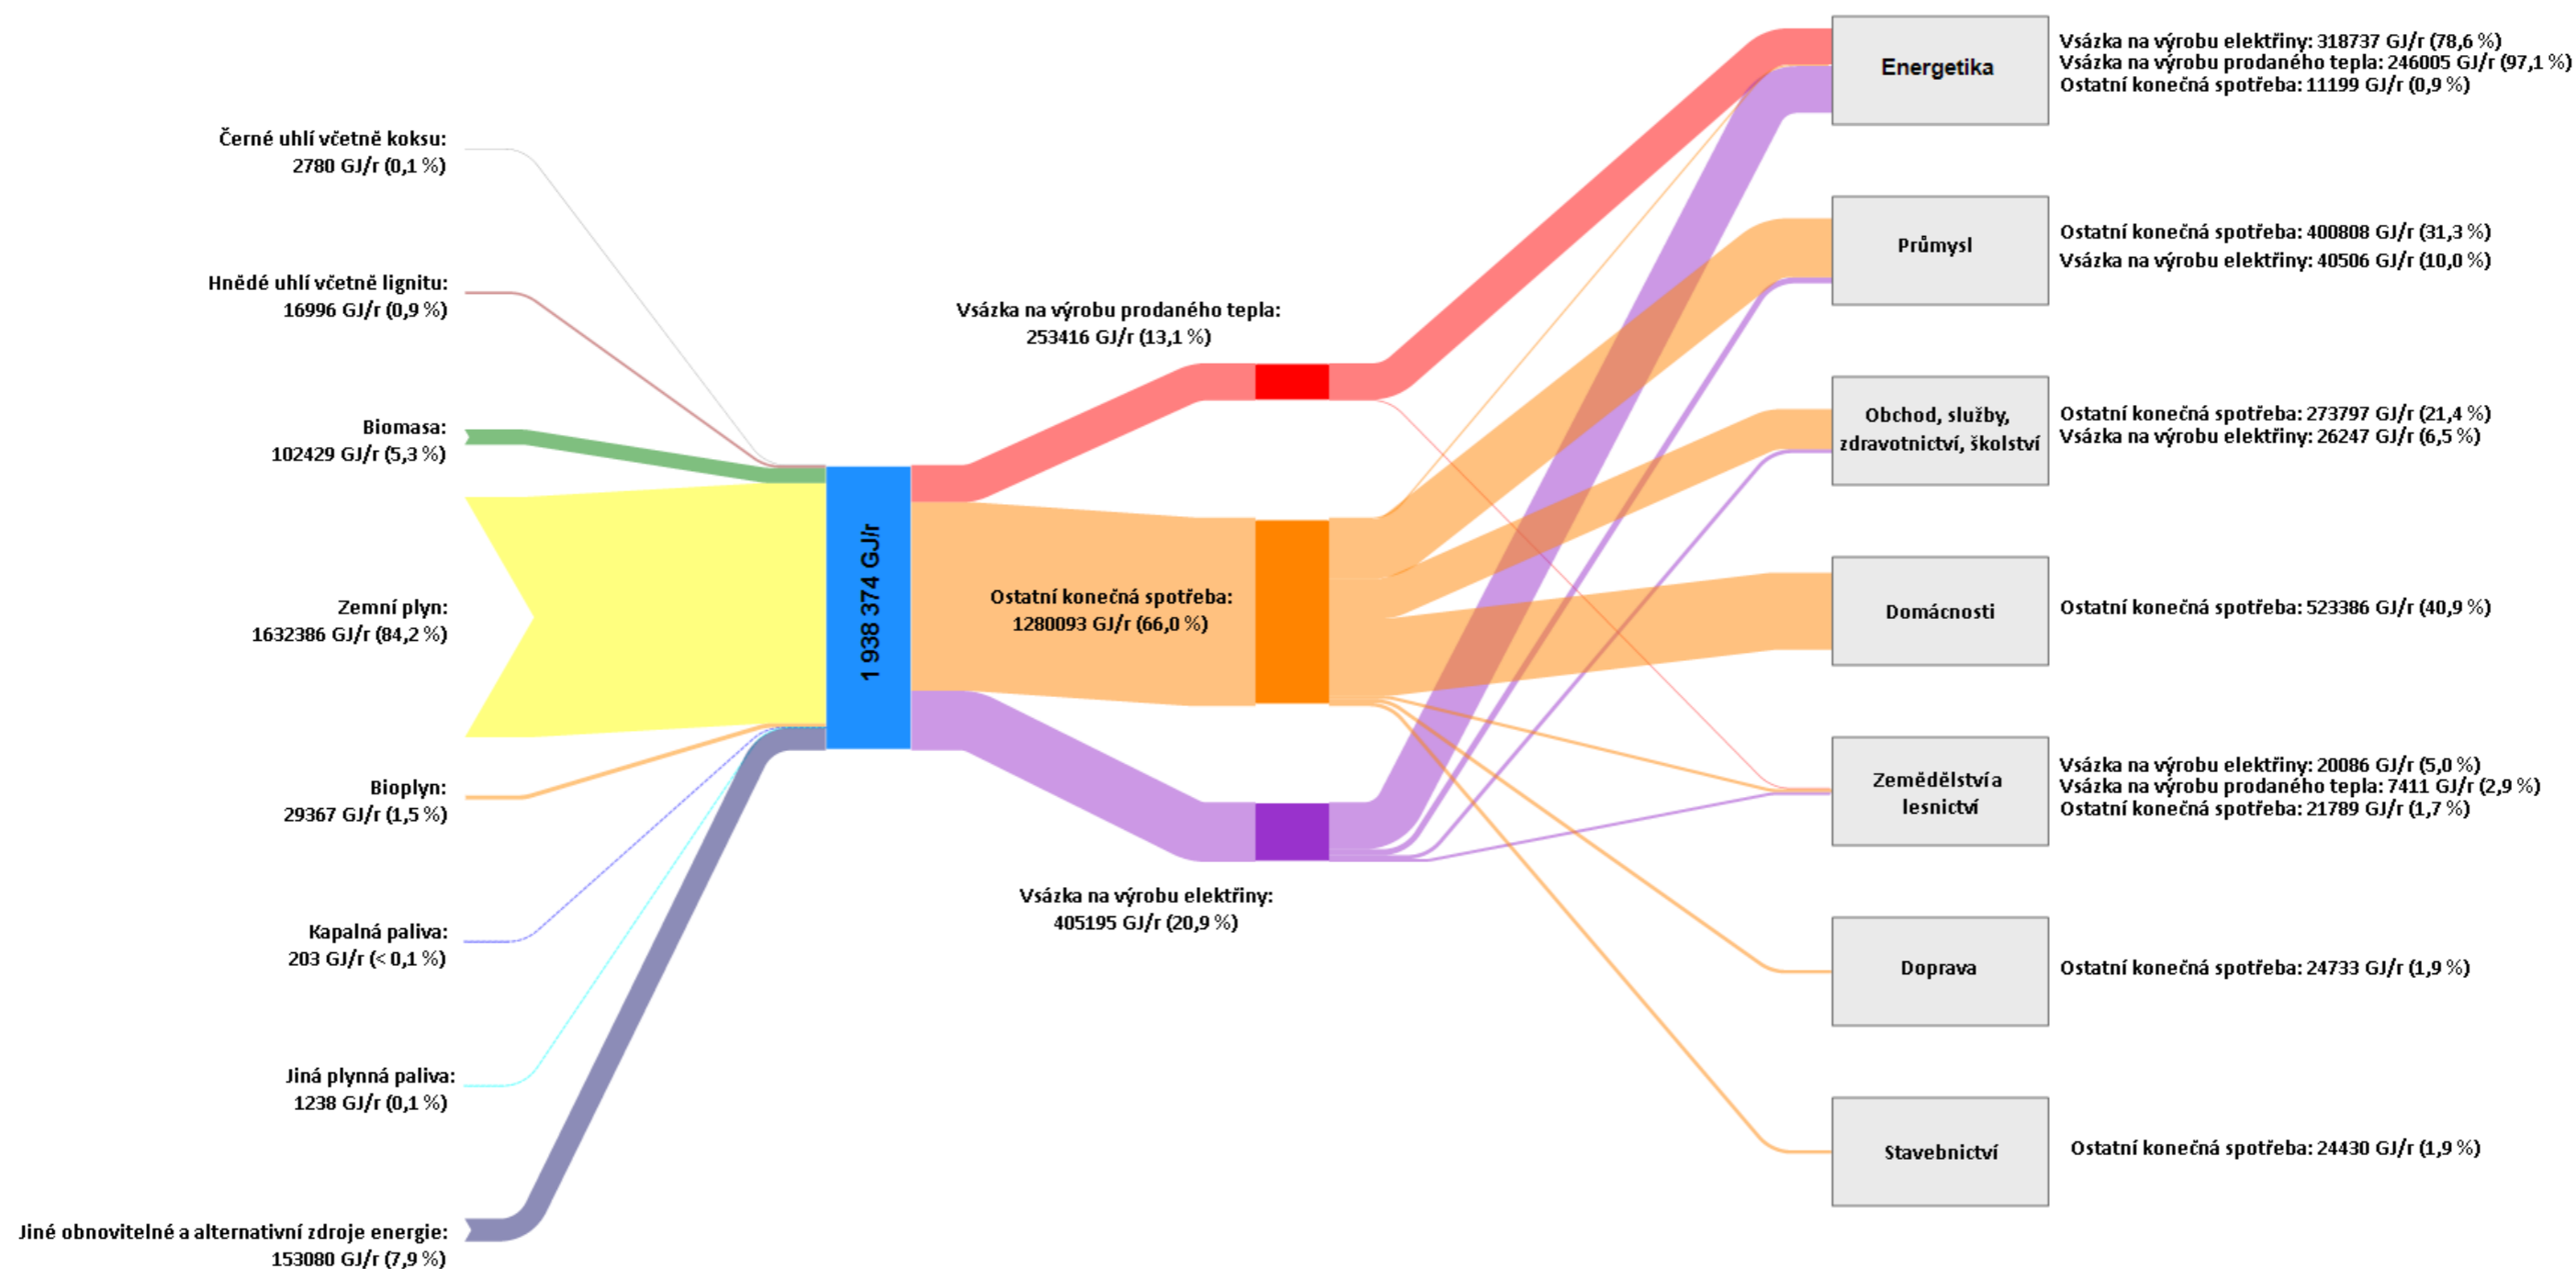 Černé uhlí včetně koksu:
2780 GJ/r (0,1 %)
Hnědé uhlí včetně lignitu:
16996 GJ/r (0,9 %)
Biomasa:
102429 GJ/r (5,3 %)
Zemní plyn:
1632386 GJ/r (84,2 %)
Bioplyn:
29367 GJ/r (1,5 %)
Kapalná paliva:
203 GJ/r (< 0,1 %)
Jiná plynná paliva:
1238 GJ/r (0,1 %)
Jiné obnovitelné a alternativní zdroje energie:
153080 GJ/r (7,9 %)
1 938 374 GJ/r
Vsázka na výrobu prodaného tepla:
253416 GJ/r (13,1 %)
Ostatní konečná spotřeba:
1280093 GJ/r (66,0 %)
Vsázka na výrobu elektřiny:
405195 GJ/r (20,9 %)
Energetika
Vsázka na výrobu elektřiny: 318737 GJ/r (78,6 %)
Vsázka na výrobu prodaného tepla: 246005 GJ/r (97,1 %)
Ostatní konečná spotřeba: 11199 GJ/r (0,9 %)
Průmysl
Ostatní konečná spotřeba: 400808 GJ/r (31,3 %)
Vsázka na výrobu elektřiny: 40506 GJ/r (10,0 %)
Obchod, služby,
zdravotnictví, školství
Ostatní konečná spotřeba: 273797 GJ/r (21,4 %)
Vsázka na výrobu elektřiny: 26247 GJ/r (6,5 %)
Domácnosti
Ostatní konečná spotřeba: 523386 GJ/r (40,9 %)
Zemědělství a
lesnictví
Vsázka na výrobu elektřiny: 20086 GJ/r (5,0 %)
Vsázka na výrobu prodaného tepla: 7411 GJ/r (2,9 %)
Ostatní konečná spotřeba: 21789 GJ/r (1,7 %)
Doprava
Ostatní konečná spotřeba: 24733 GJ/r (1,9 %)
Stavebnictví
Ostatní konečná spotřeba: 24430 GJ/r (1,9 %)